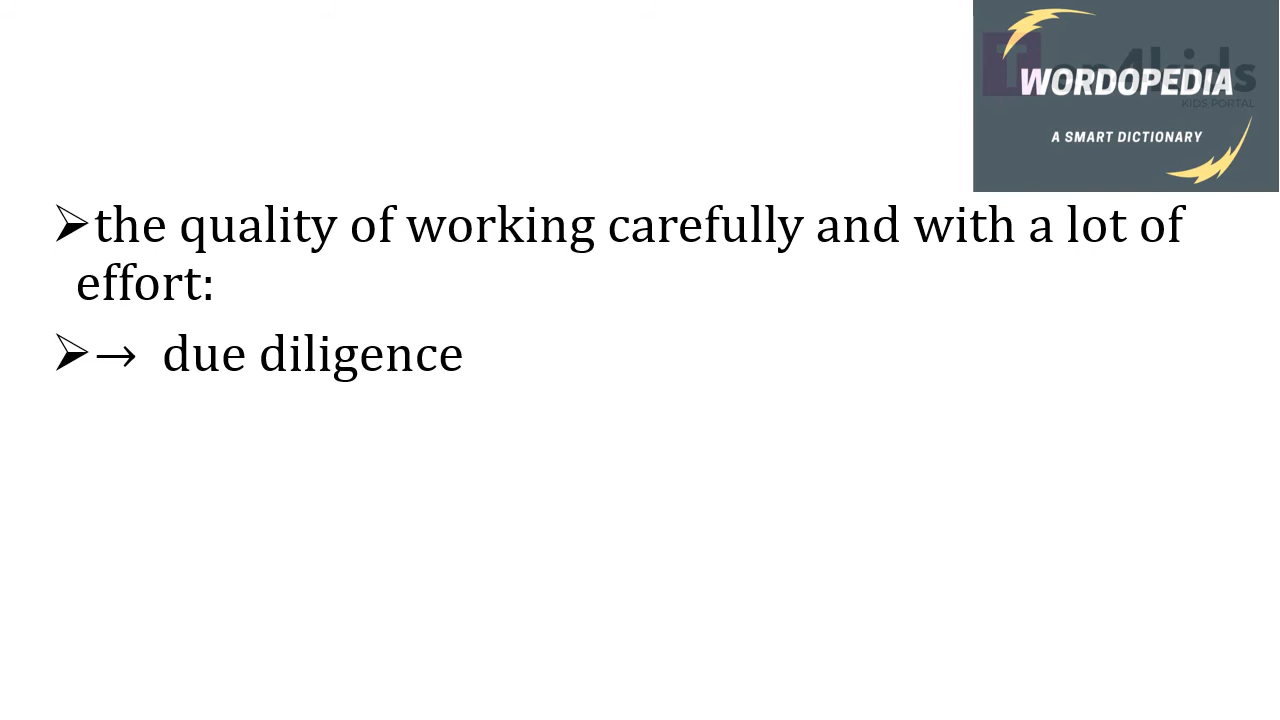 WORDOPEDIA
KIDS PORTAL
A SMART DICTIONARY
➢the quality of working carefully and with a lot of
effort:
➢→ due diligence